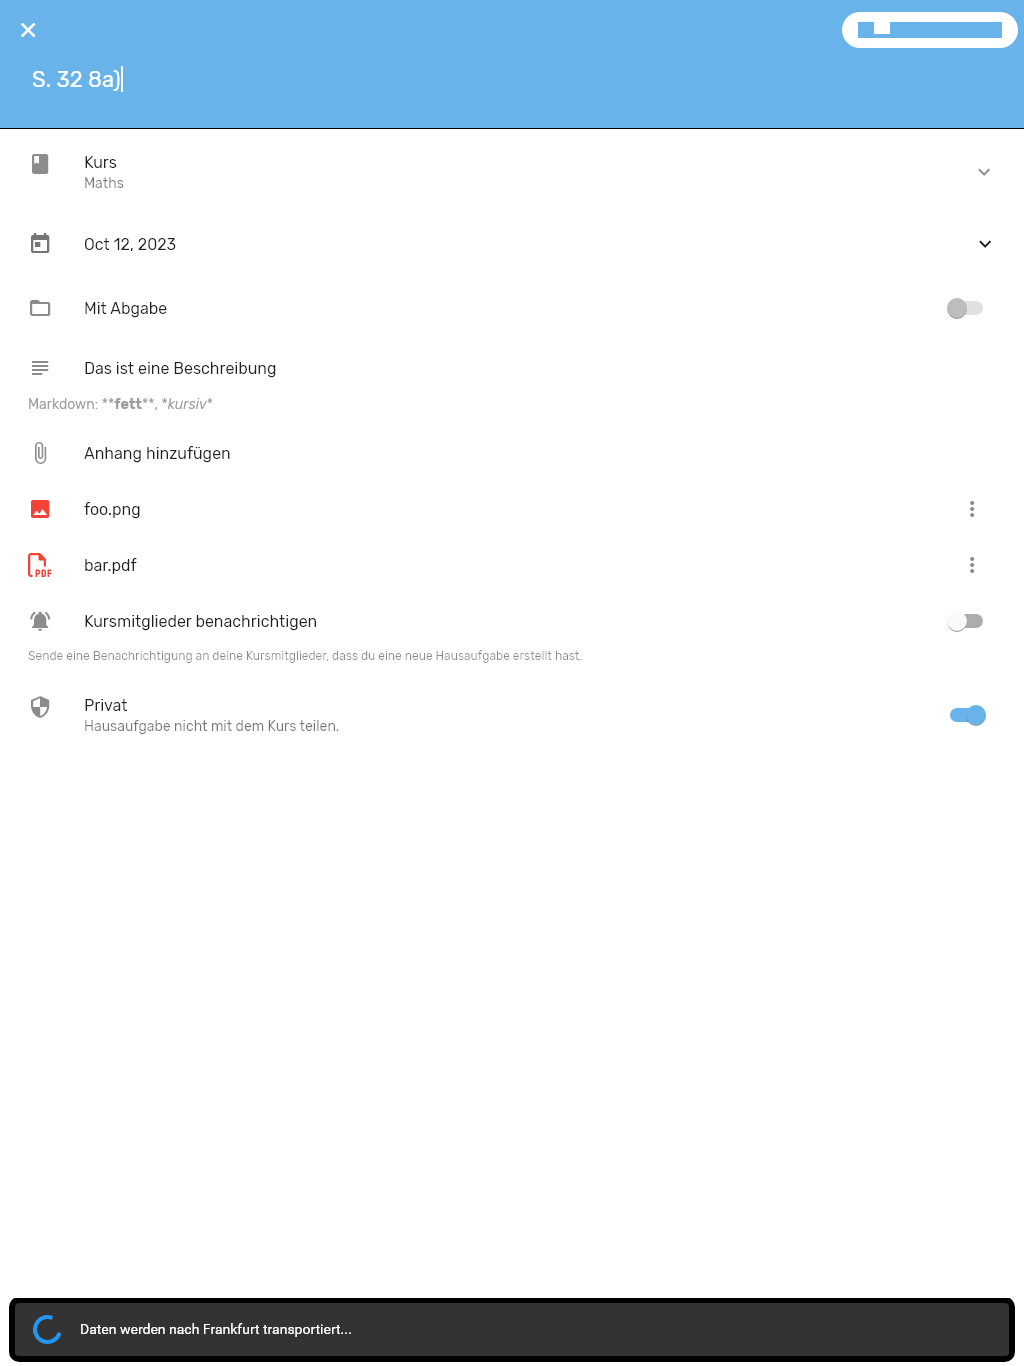 S. 32 8a)
Kurs
Maths
Oct 12, 2023
Mit Abgabe
Das ist eine Beschreibung
Markdown: **fett**, *kursiv*
Anhang hinzufügen
foo.png
PDF
bar.pdf
Kursmitglieder benachrichtigen
Sende eine Benachrichtigung an deine Kursmitglieder, dass du eine neue Hausaufgabe erstellt hast.
Privat
Hausaufgabe nicht mit dem Kurs teilen.
Daten werden nach Frankfurt transportiert...